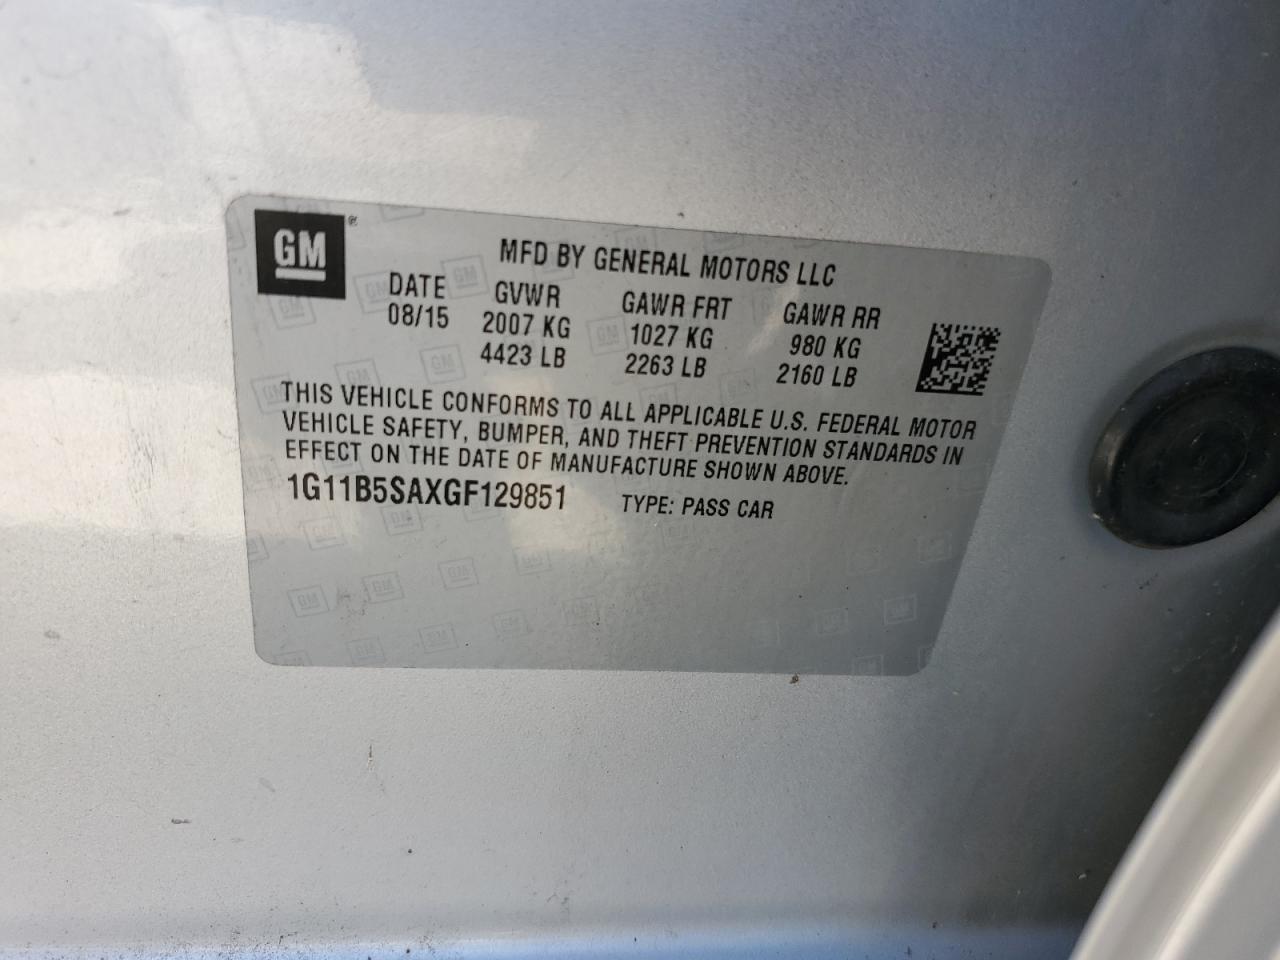 GM ®
MFD BY GENERAL MOTORS LLC
DATE GVWR GAWR FRT GAWR RR
08/15 2007 KG 1027 KG 980 KG
4423 LB 2263 LB 2160 LB
THIS VEHICLE CONFORMS TO ALL APPLICABLE U.S. FEDERAL MOTOR
VEHICLE SAFETY, BUMPER, AND THEFT PREVENTION STANDARDS IN
EFFECT ON THE DATE OF MANUFACTURE SHOWN ABOVE.
1G11B5SAXGF129851 TYPE: PASS CAR